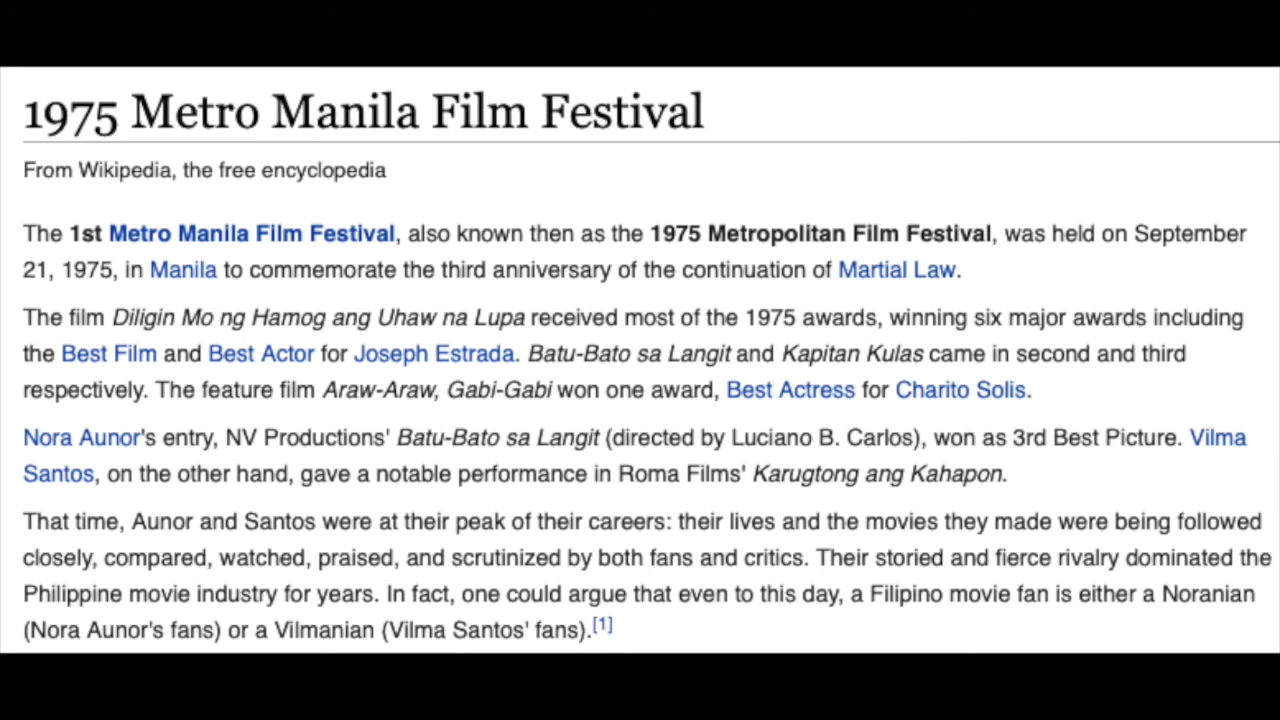 1975 Metro Manila Film Festival
From Wikipedia, the free encyclopedia
The 1st Metro Manila Film Festival, also known then as the 1975 Metropolitan Film Festival, was held on September
21, 1975, in Manila to commemorate the third anniversary of the continuation of Martial Law.
The film Diligin Mo ng Hamog ang Uhaw na Lupa received most of the 1975 awards, winning six major awards including
the Best Film and Best Actor for Joseph Estrada. Batu-Bato sa Langit and Kapitan Kulas came in second and third
respectively. The feature film Araw-Araw, Gabi-Gabi won one award, Best Actress for Charito Solis.
Nora Aunor's entry, NV Productions' Batu-Bato sa Langit (directed by Luciano B. Carlos), won as 3rd Best Picture. Vilma
Santos, on the other hand, gave a notable performance in Roma Films' Karugtong ang Kahapon.
That time, Aunor and Santos were at their peak of their careers: their lives and the movies they made were being followed
closely, compared, watched, praised, and scrutinized by both fans and critics. Their storied and fierce rivalry dominated the
Philippine movie industry for years. In fact, one could argue that even to this day, a Filipino movie fan is either a Noranian
(Nora Aunor's fans) or a Vilmanian (Vilma Santos' fans).[1]